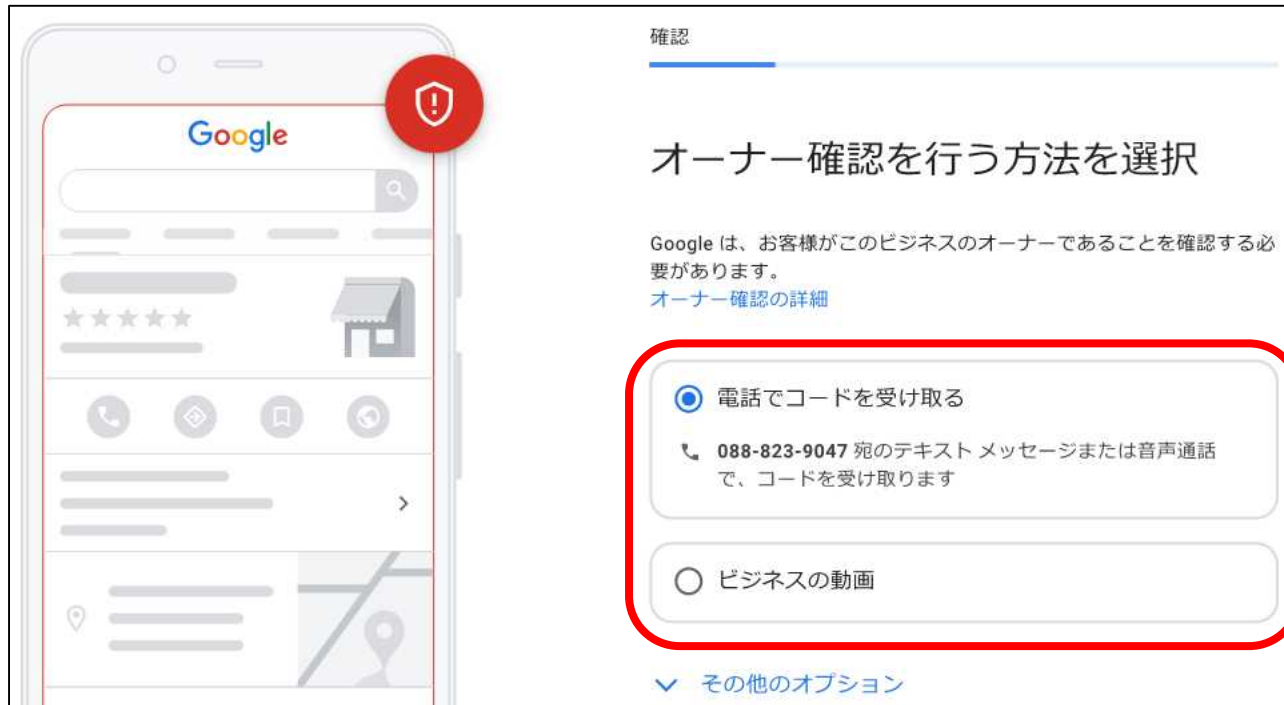 Google
確認
オーナー確認を行う方法を選択
Google は、お客様がこのビジネスのオーナーであることを確認する必
要があります。
オーナー確認の詳細
電話でコードを受け取る
088-823-9047 宛のテキスト メッセージまたは音声通話
で、コードを受け取ります
ビジネスの動画
その他のオプション